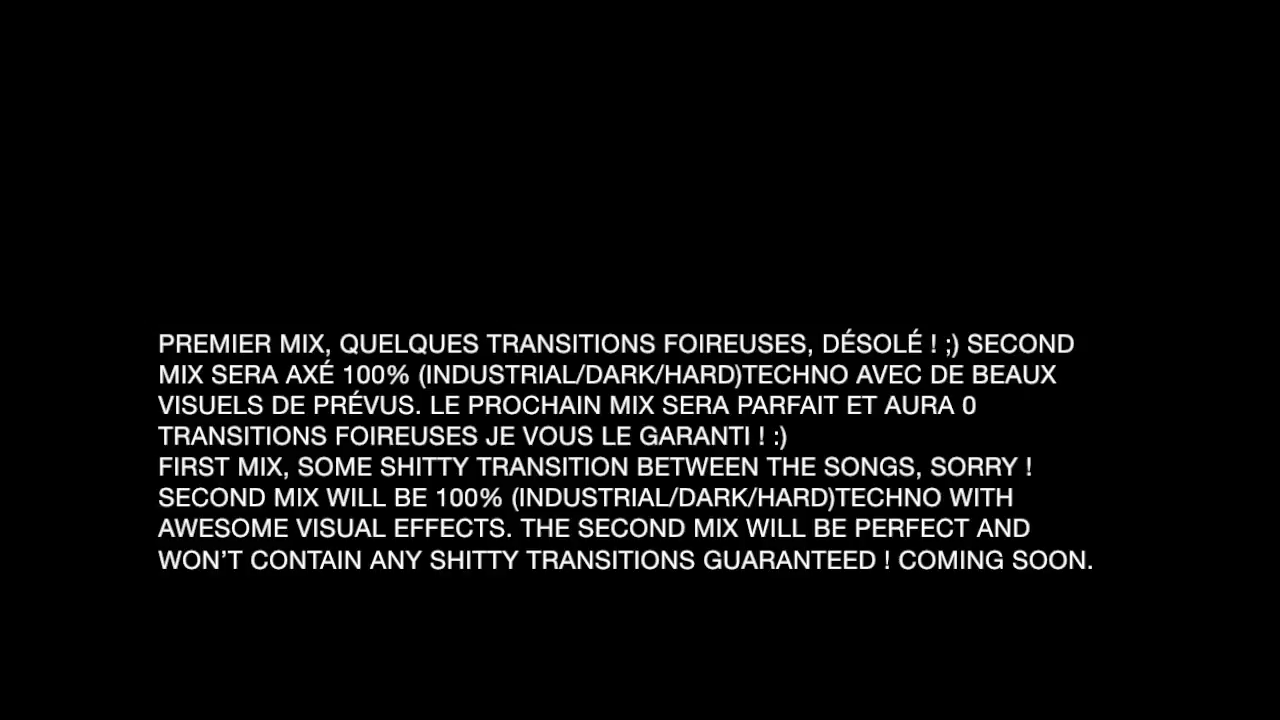 PREMIER MIX, QUELQUES TRANSITIONS FOIREUSES, DÉSOLÉ ! ;) SECOND
MIX SERA AXÉ 100% (INDUSTRIAL/DARK/HARD)TECHNO AVEC DE BEAUX
VISUELS DE PRÉVUS. LE PROCHAIN MIX SERA PARFAIT ET AURA 0
TRANSITIONS FOIREUSES JE VOUS LE GARANTI ! :)
FIRST MIX, SOME SHITTY TRANSITION BETWEEN THE SONGS, SORRY !
SECOND MIX WILL BE 100% (INDUSTRIAL/DARK/HARD)TECHNO WITH
AWESOME VISUAL EFFECTS. THE SECOND MIX WILL BE PERFECT AND
WON’T CONTAIN ANY SHITTY TRANSITIONS GUARANTEED ! COMING SOON.